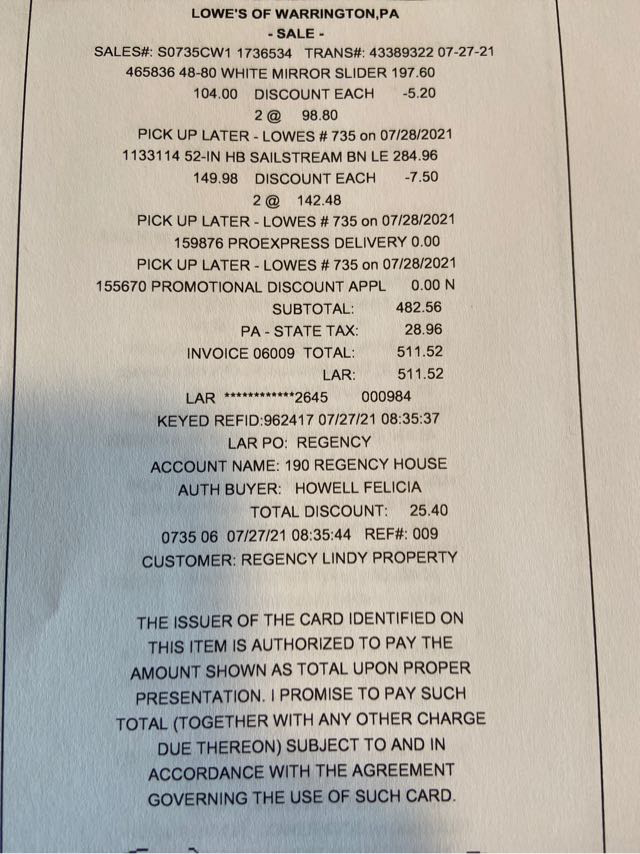 LOWE'S OF WARRINGTON,PA
- SALE -
SALES#: S0735CW1 1736534 TRANS#: 43389322 07-27-21
465836 48-80 WHITE MIRROR SLIDER 197.60
104.00 DISCOUNT EACH -5.20
2 @ 98.80
PICK UP LATER - LOWES # 735 on 07/28/2021
1133114 52-IN HB SAILSTREAM BN LE 284.96
149.98 DISCOUNT EACH -7.50
2 @ 142.48
PICK UP LATER - LOWES # 735 on 07/28/2021
159876 PROEXPRESS DELIVERY 0.00
PICK UP LATER - LOWES # 735 on 07/28/2021
155670 PROMOTIONAL DISCOUNT APPL 0.00 N
SUBTOTAL: 482.56
PA - STATE TAX: 28.96
INVOICE 06009 TOTAL: 511.52
LAR: 511.52
LAR ************2645 000984
KEYED REFID:962417 07/27/21 08:35:37
LAR PO: REGENCY
ACCOUNT NAME: 190 REGENCY HOUSE
AUTH BUYER: HOWELL FELICIA
TOTAL DISCOUNT: 25.40
0735 06 07/27/21 08:35:44 REF#: 009
CUSTOMER: REGENCY LINDY PROPERTY
THE ISSUER OF THE CARD IDENTIFIED ON
THIS ITEM IS AUTHORIZED TO PAY THE
AMOUNT SHOWN AS TOTAL UPON PROPER
PRESENTATION. I PROMISE TO PAY SUCH
TOTAL (TOGETHER WITH ANY OTHER CHARGE
DUE THEREON) SUBJECT TO AND IN
ACCORDANCE WITH THE AGREEMENT
GOVERNING THE USE OF SUCH CARD.